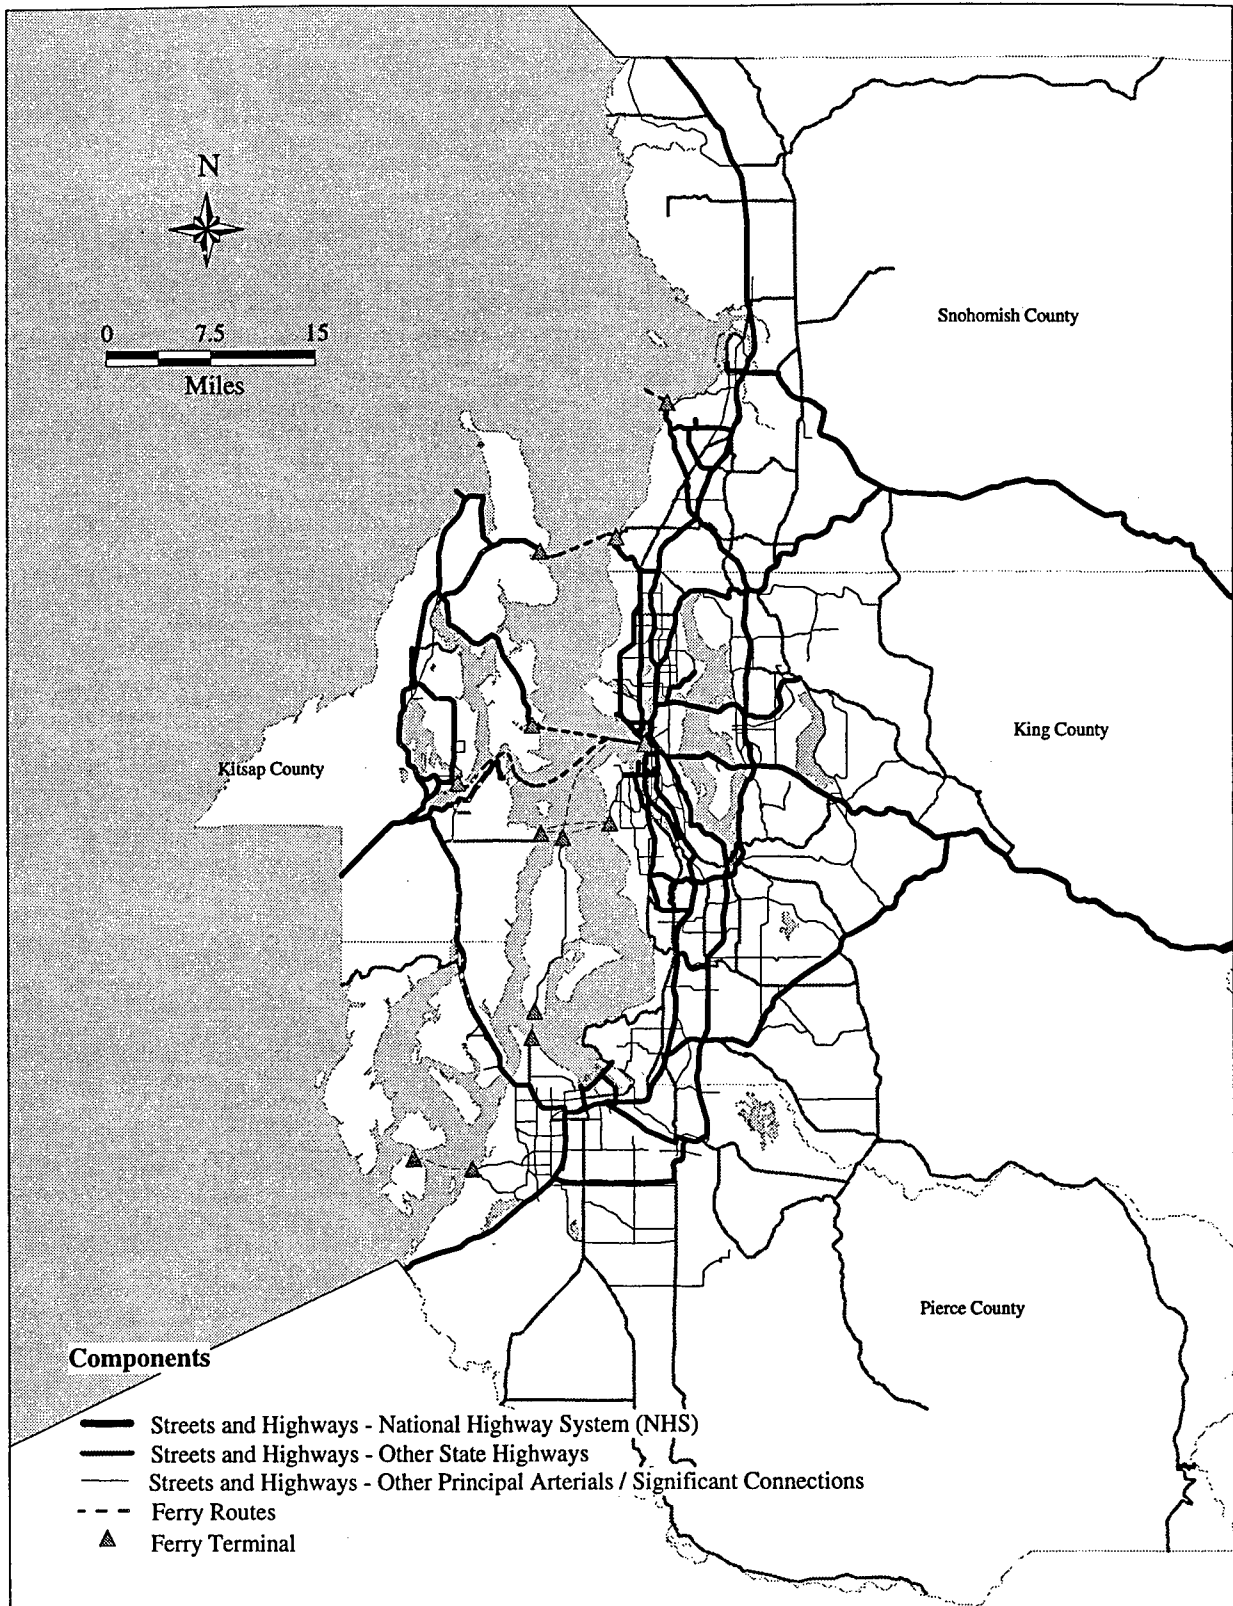 N
0 7.5 15
Miles
Snohomish County
King County
Kitsap County
Pierce County
Components
Streets and Highways - National Highway System (NHS)
Streets and Highways - Other State Highways
Streets and Highways - Other Principal Arterials / Significant Connections
Ferry Routes
Ferry Terminal